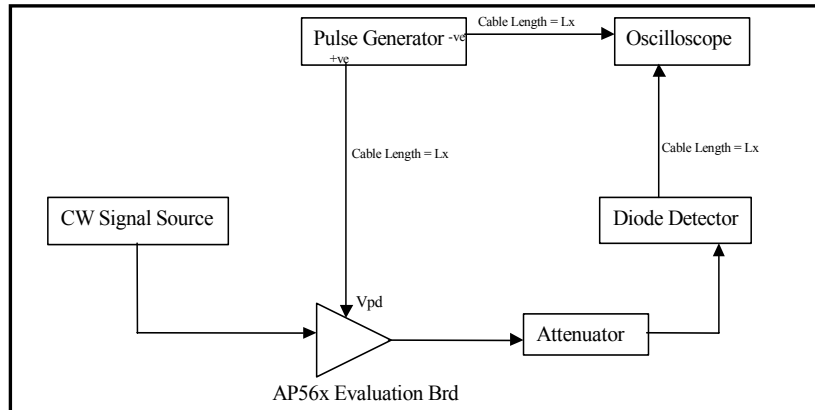 Pulse Generator -ve
+ve
Cable Length = Lx
Oscilloscope
Cable Length = Lx
Cable Length = Lx
CW Signal Source
Diode Detector
Vpd
Attenuator
AP56x Evaluation Brd